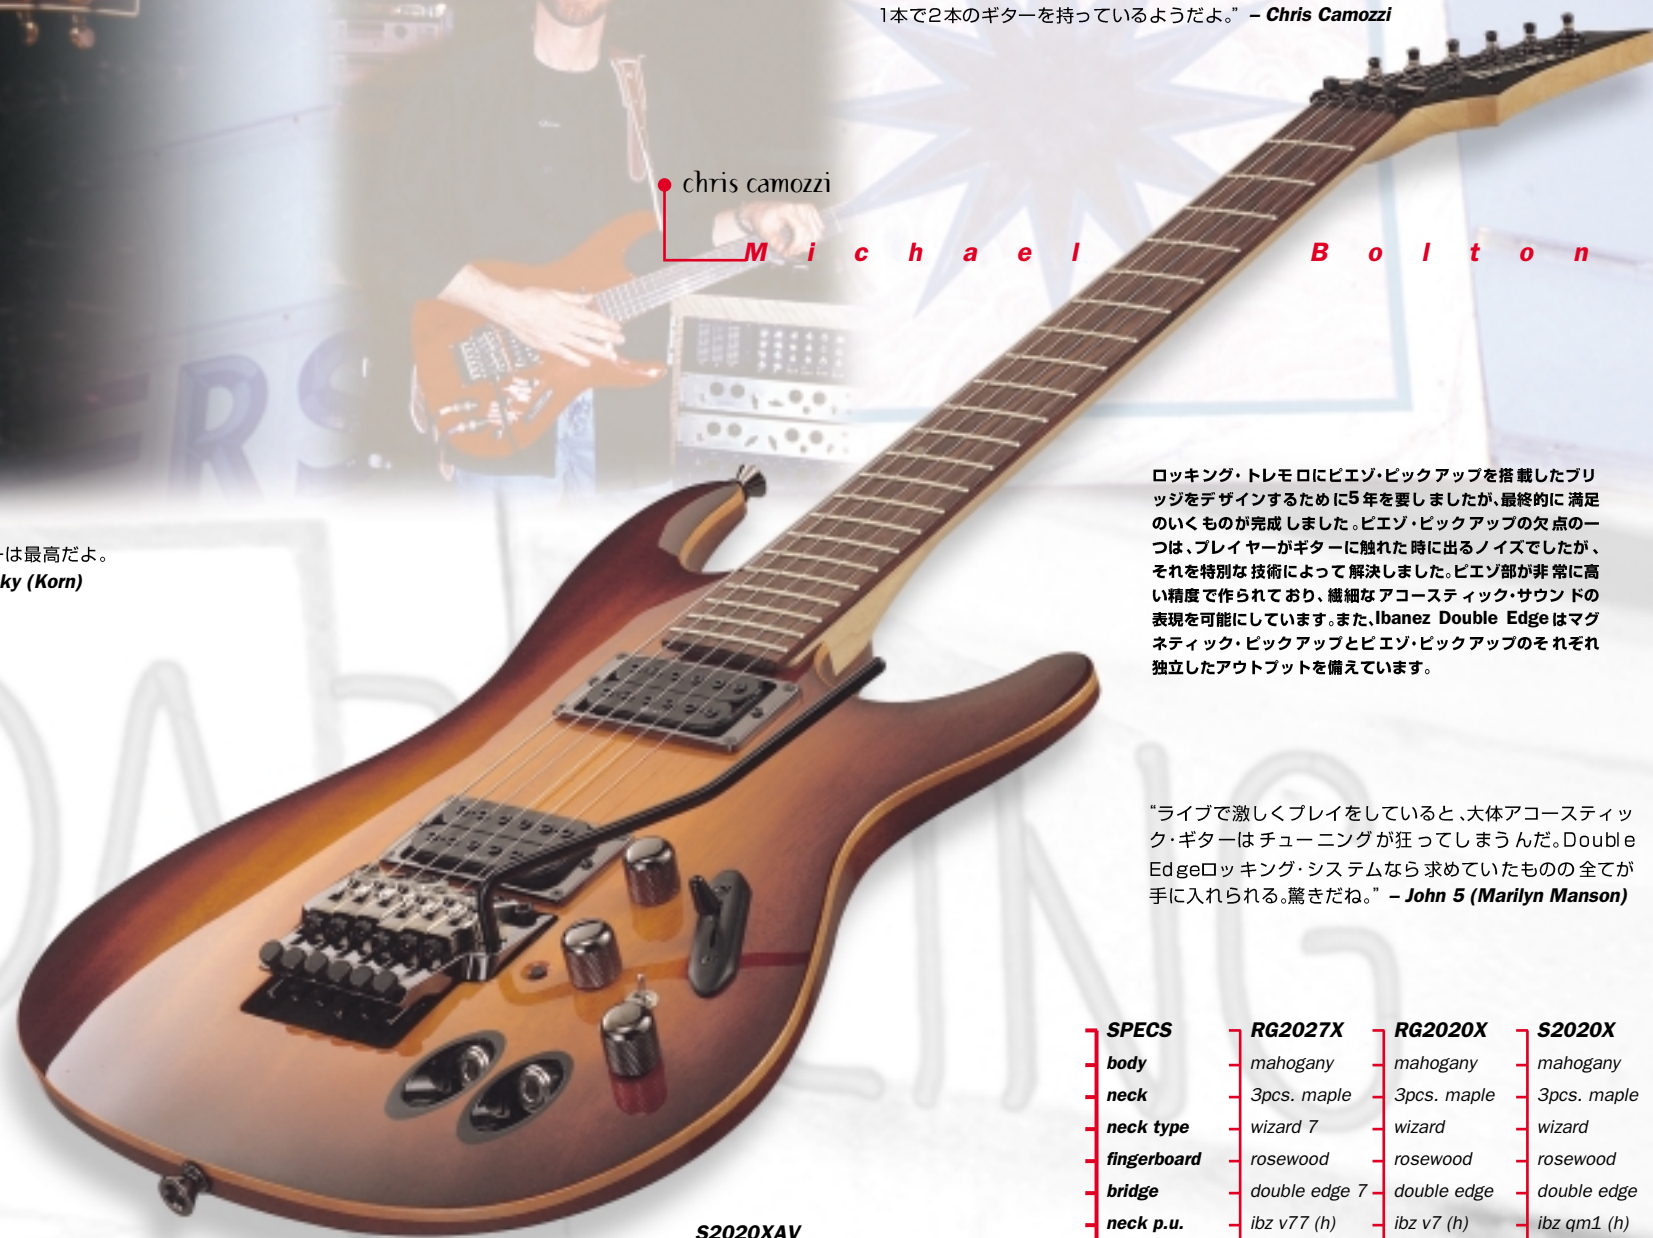 1本で2本のギターを持っているようだよ。” – Chris Camozzi
chris camozzi
Michael Bolton
ERS
ーは最高だよ。
ky (Korn)
ロッキング・トレモロにピエゾ・ピックアップを搭載したブリ
ッジをデザインするために5年を要しましたが、最終的に満足
のいくものが完成しました。ピエゾ・ピックアップの欠点の一
つは、プレイヤーがギターに触れた時に出るノイズでしたが、
それを特別な技術によって解決しました。ピエゾ部が非常に高
い精度で作られており、繊細なアコースティック・サウンドの
表現を可能にしています。また、Ibanez Double Edgeはマグ
ネティック・ピックアップとピエゾ・ピックアップのそれぞれ
独立したアウトプットを備えています。
“ライブで激しくプレイをしていると、大体アコースティッ
ク・ギターはチューニングが狂ってしまうんだ。Double
Edgeロッキング・システムなら求めていたものの全てが
手に入れられる。驚きだね。” – John 5 (Marilyn Manson)
SPECS RG2027X RG2020X S2020X
body mahogany mahogany mahogany
neck 3pcs. maple 3pcs. maple 3pcs. maple
neck type wizard 7 wizard wizard
fingerboard rosewood rosewood rosewood
bridge double edge 7 double edge double edge
neck p.u. ibz v77 (h) ibz v7 (h) ibz qm1 (h)
S2020XAV